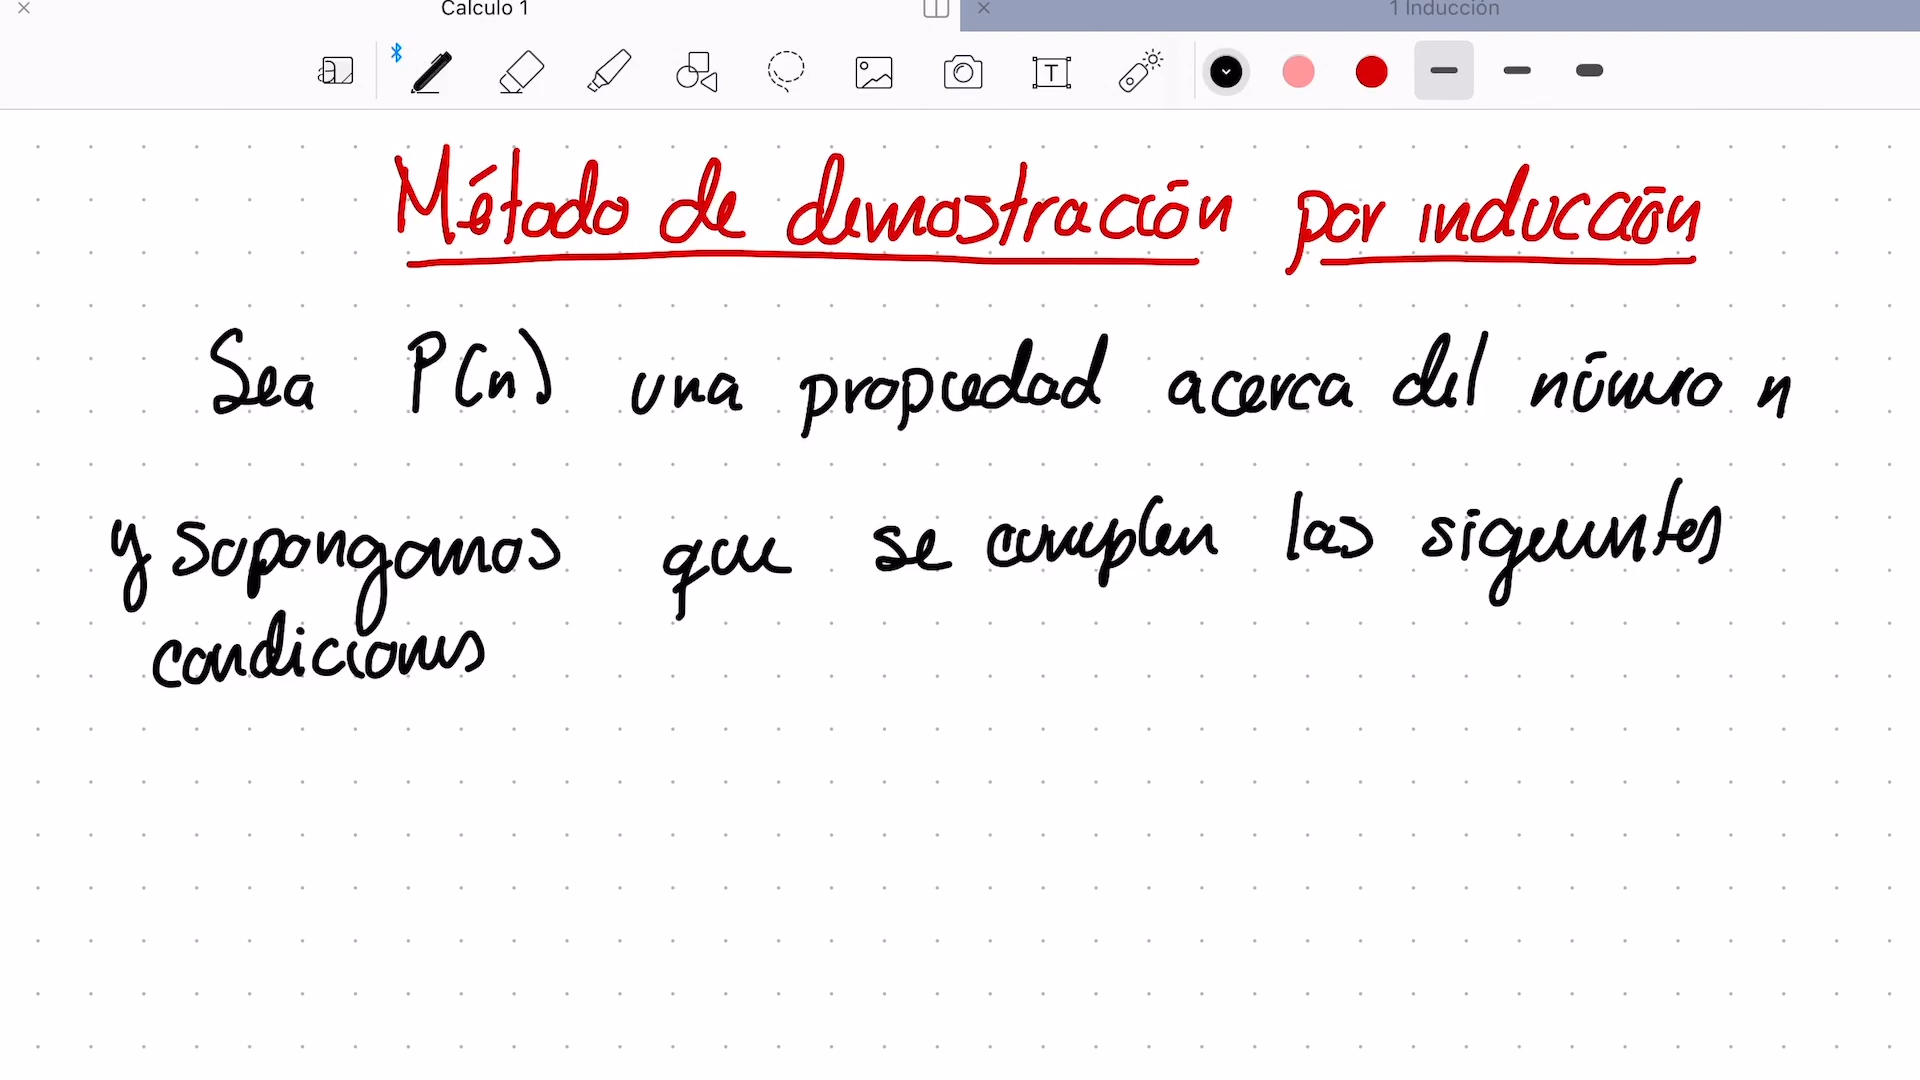 Calculo 1
1 Inducción
Método de demostración por inducción
Sea P(n) una propiedad acerca del número n
y supongamos que se cumplen las siguientes
condiciones